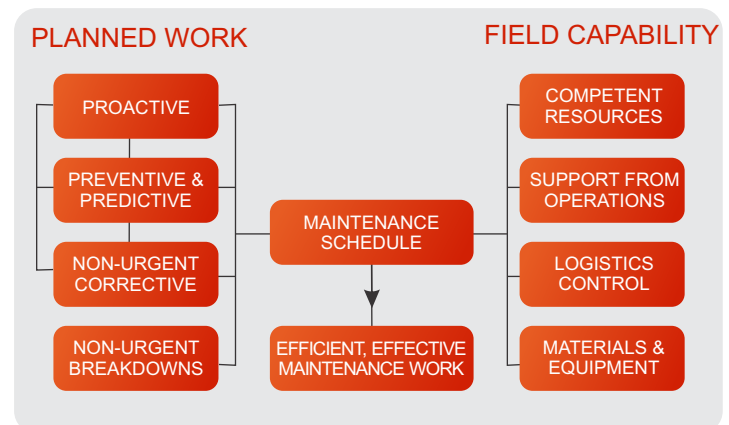 PLANNED WORK
FIELD CAPABILITY
PROACTIVE
PREVENTIVE &
PREDICTIVE
NON-URGENT
CORRECTIVE
NON-URGENT
BREAKDOWNS
MAINTENANCE
SCHEDULE
EFFICIENT, EFFECTIVE
MAINTENANCE WORK
COMPETENT
RESOURCES
SUPPORT FROM
OPERATIONS
LOGISTICS
CONTROL
MATERIALS &
EQUIPMENT